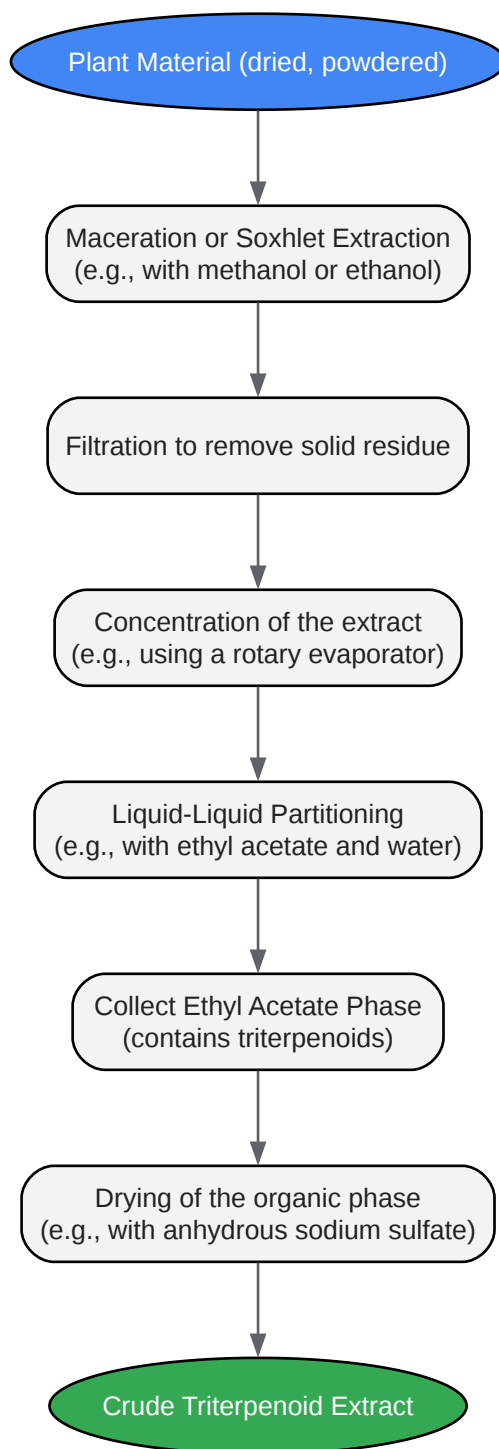 Plant Material (dried, powdered)
Maceration or Soxhlet Extraction
(e.g., with methanol or ethanol)
Filtration to remove solid residue
Concentration of the extract
(e.g., using a rotary evaporator)
Liquid-Liquid Partitioning
(e.g., with ethyl acetate and water)
Collect Ethyl Acetate Phase
(contains triterpenoids)
Drying of the organic phase
(e.g., with anhydrous sodium sulfate)
Crude Triterpenoid Extract